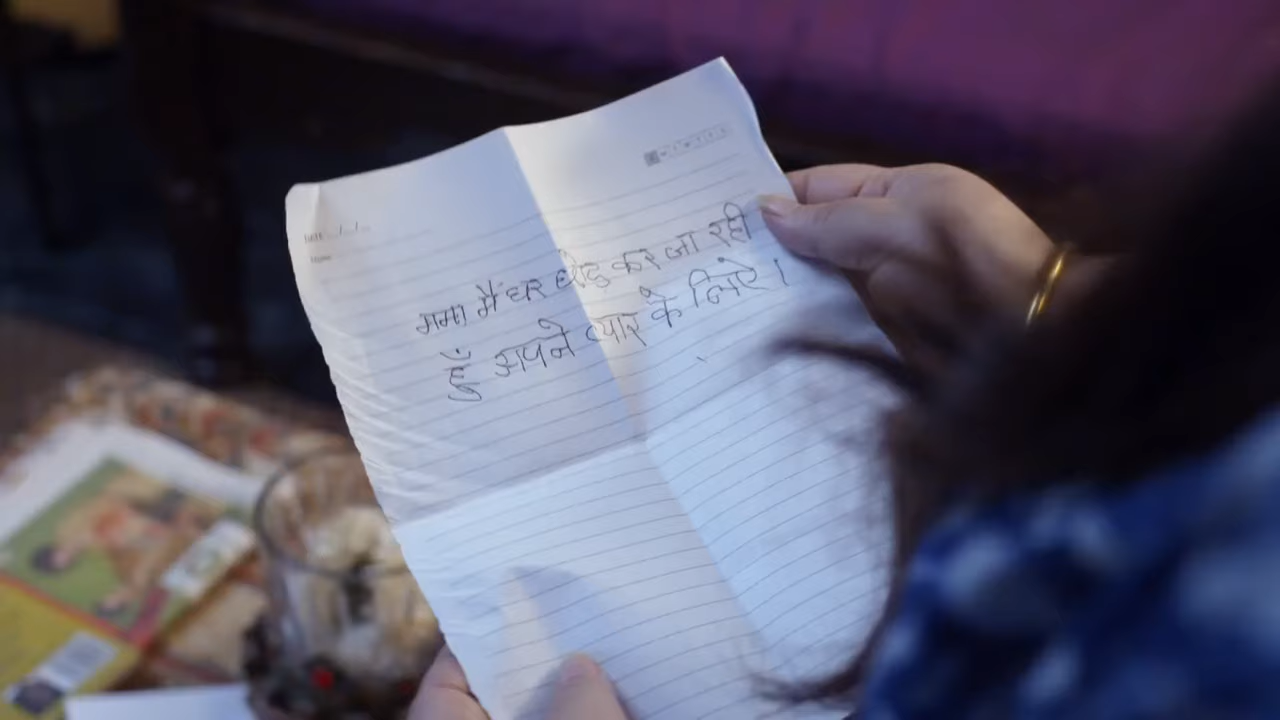 ममा मैं घर छोड़ कर जा रही
हूँ अपने प्यार के लिए।